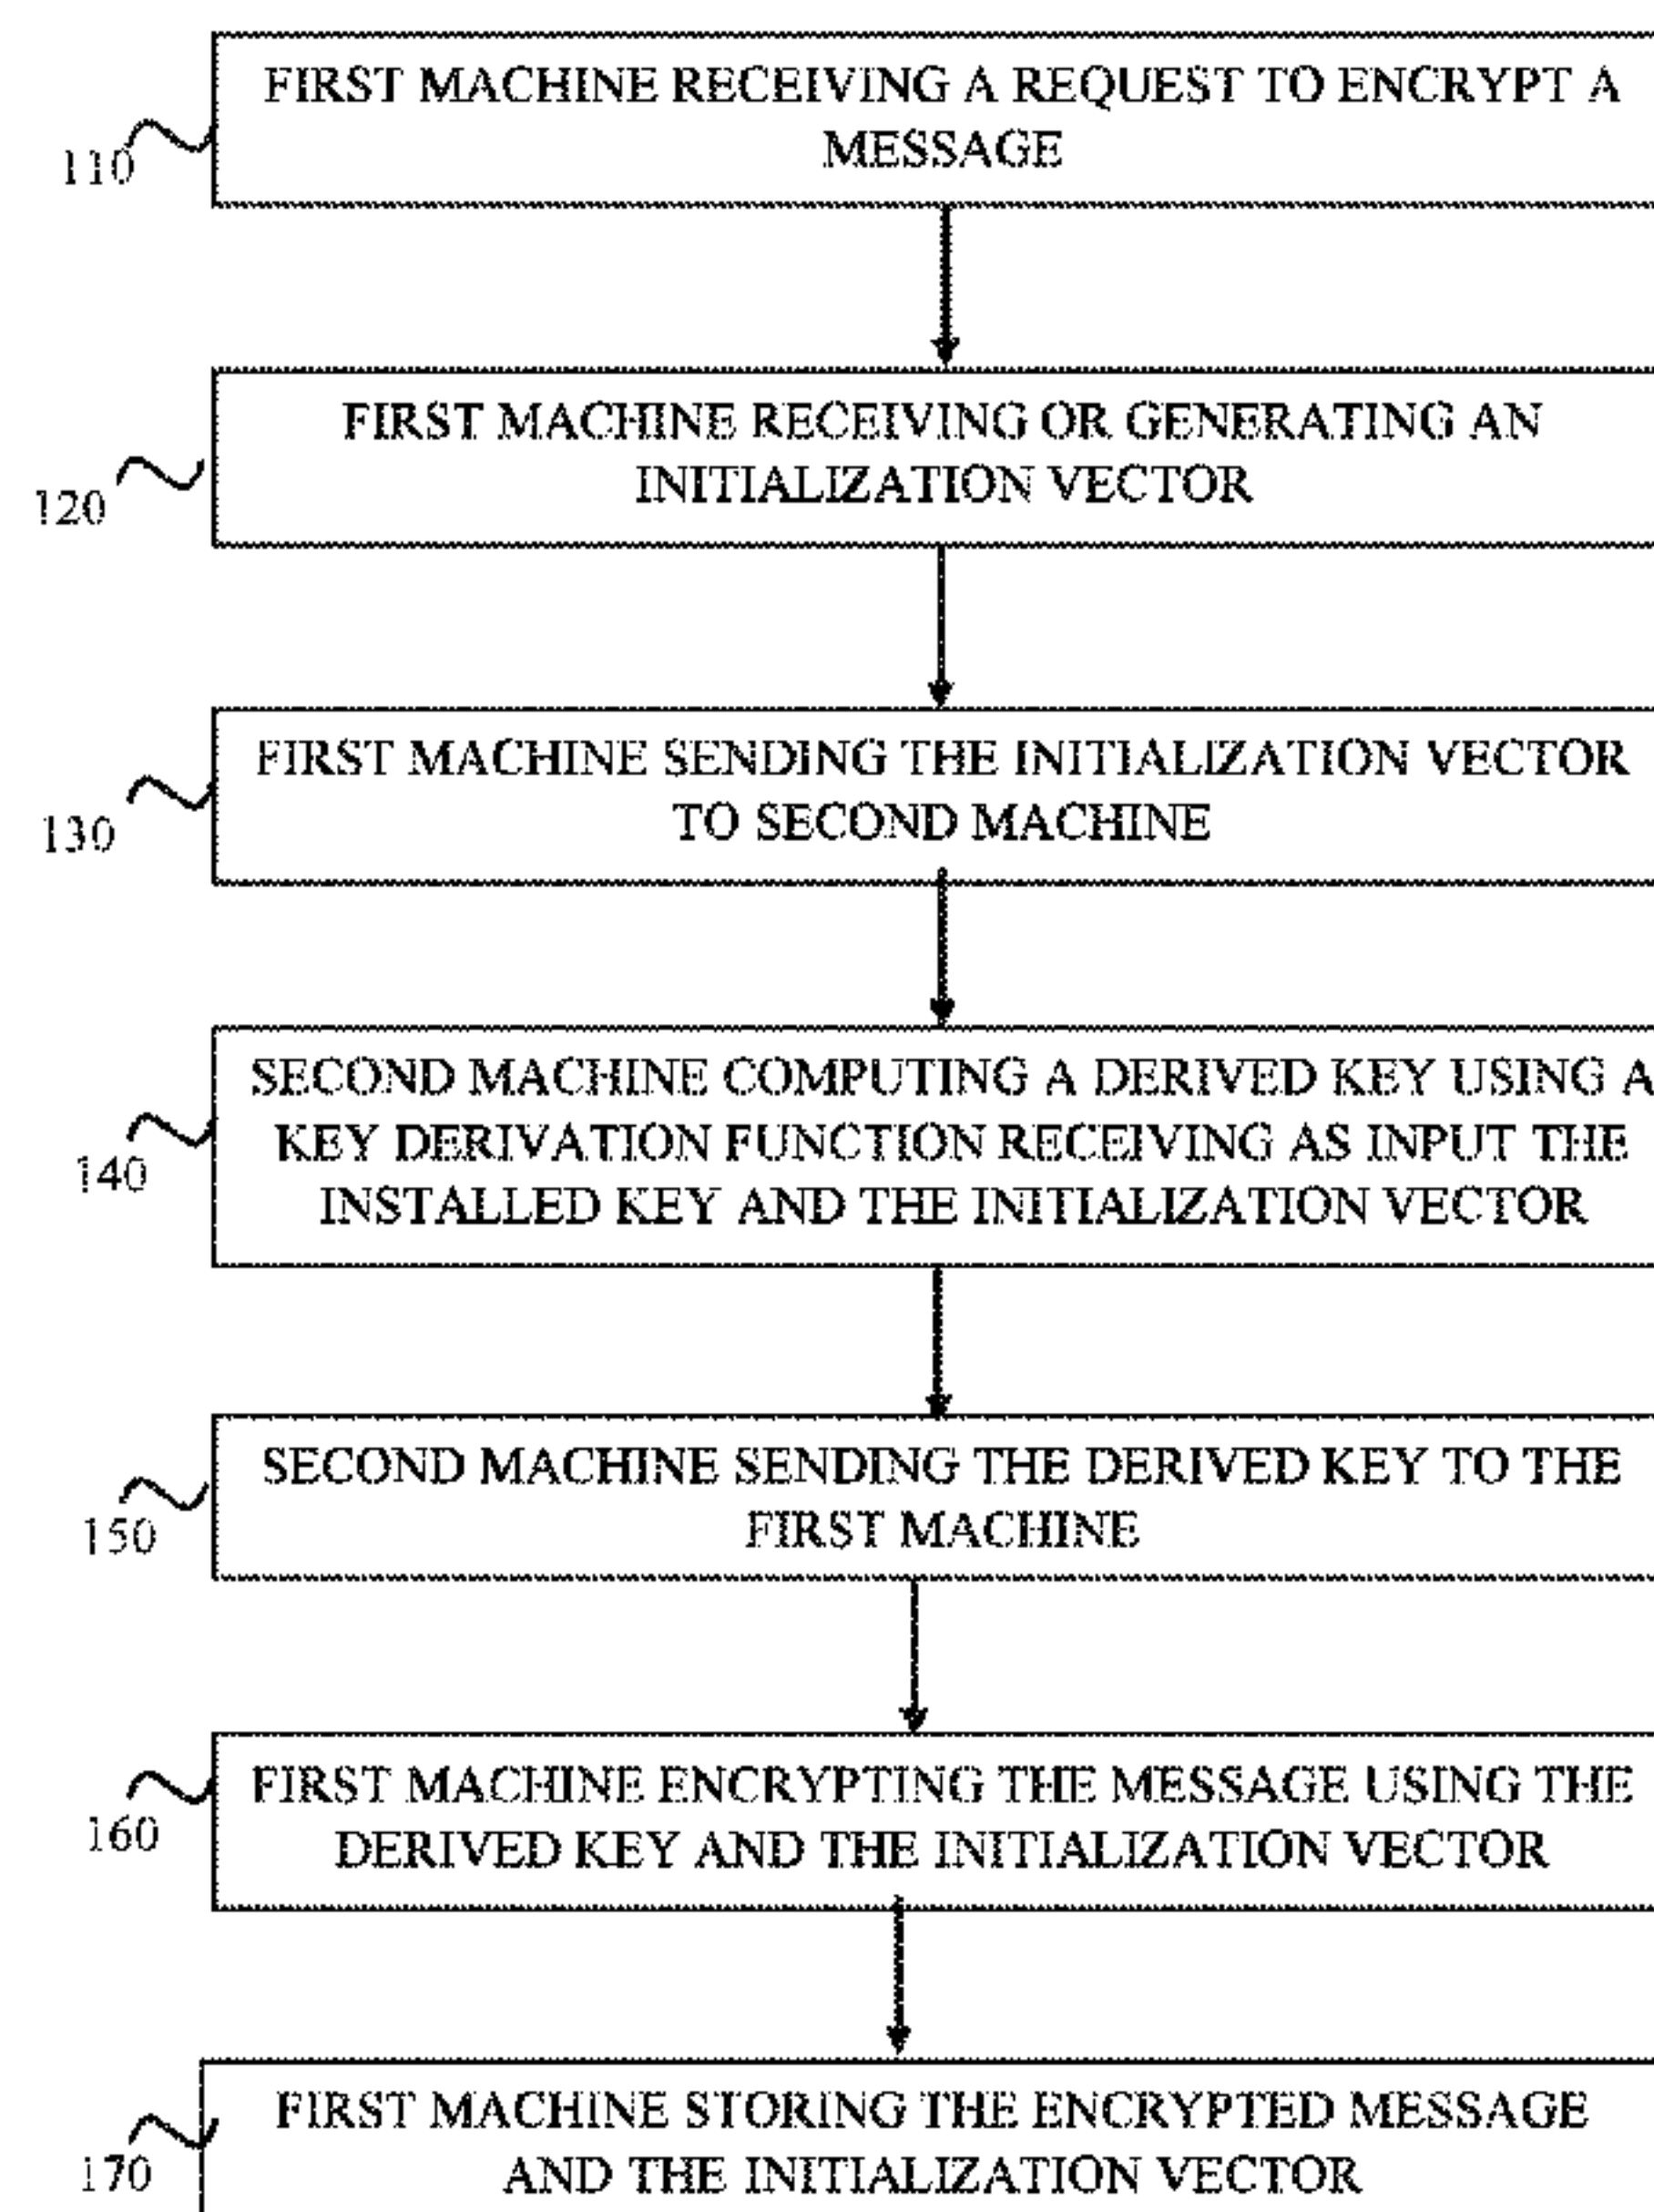 FIRST MACHINE RECEIVING A REQUEST TO ENCRYPT A
MESSAGE
110
FIRST MACHINE RECEIVING OR GENERATING AN
INITIALIZATION VECTOR
120
FIRST MACHINE SENDING THE INITIALIZATION VECTOR
TO SECOND MACHINE
130
SECOND MACHINE COMPUTING A DERIVED KEY USING A
KEY DERIVATION FUNCTION RECEIVING AS INPUT THE
INSTALLED KEY AND THE INITIALIZATION VECTOR
140
SECOND MACHINE SENDING THE DERIVED KEY TO THE
FIRST MACHINE
150
FIRST MACHINE ENCRYPTING THE MESSAGE USING THE
DERIVED KEY AND THE INITIALIZATION VECTOR
160
FIRST MACHINE STORING THE ENCRYPTED MESSAGE
AND THE INITIALIZATION VECTOR
170